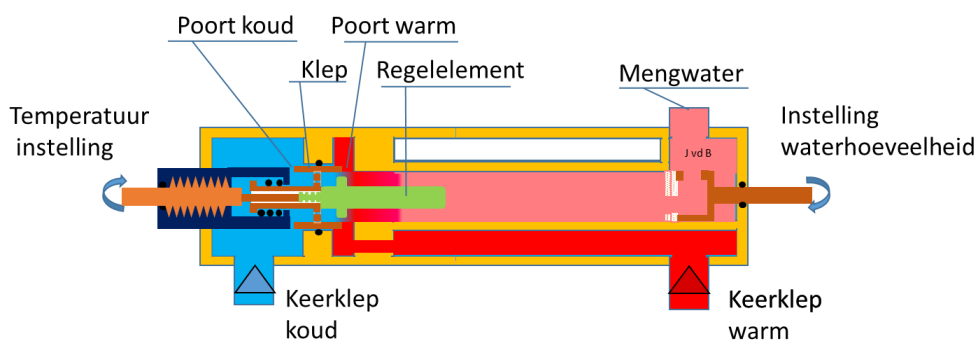 Poort koud
Poort warm
Klep
Regelelement
Mengwater
Temperatuur
instelling
Instelling
waterhoeveelheid
J vd B
Keerklep
koud
Keerklep
warm